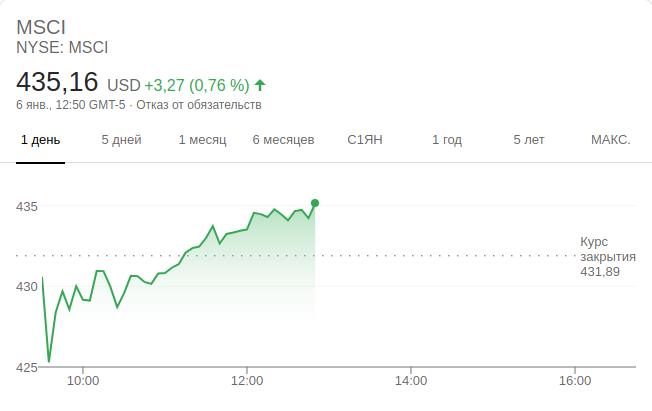 MSCI
NYSE: MSCI
435,16 USD +3,27 (0,76 %)
6 янв., 12:50 GMT-5 · Отказ от обязательств
1 день 5 дней 1 месяц 6 месяцев С1ЯН 1 год 5 лет МАКС.
435
Курс
закрытия
431,89
430
425
10:00 12:00 14:00 16:00